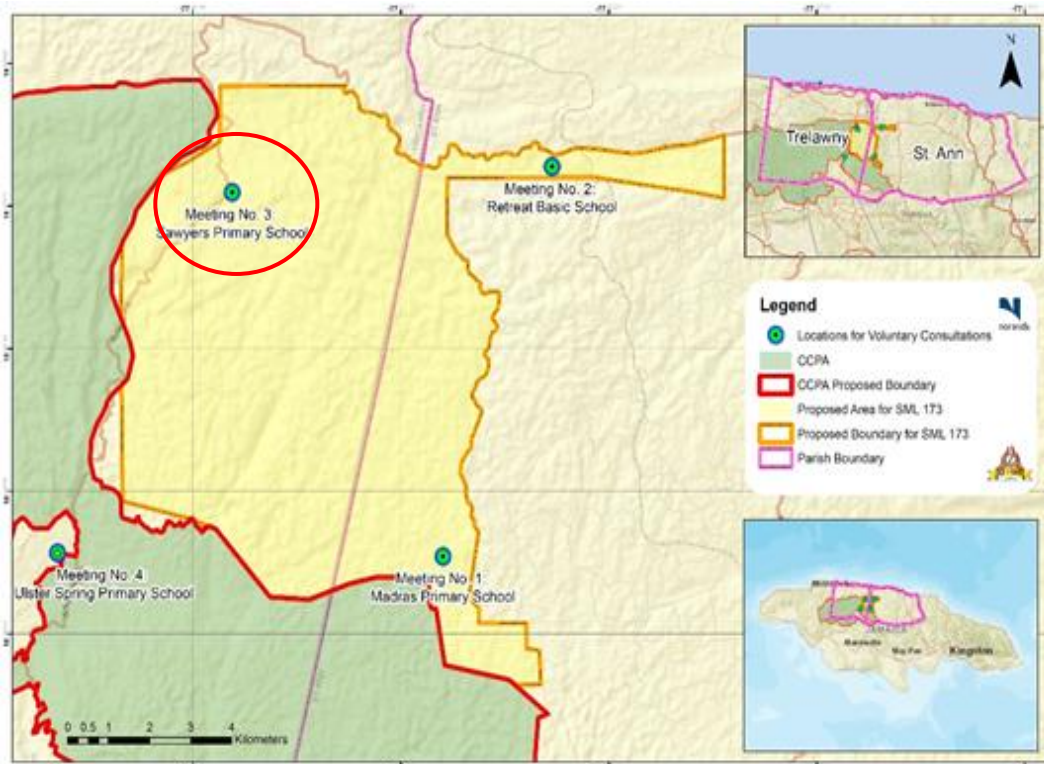 Meeting No. 3
Sawyers Primary School
Meeting No. 2:
Retreat Basic School
Meeting No. 4
Ulster Spring Primary School
Meeting No. 1:
Madras Primary School
0 0.5 1 2 3 4
Kilometers
N
Trelawny
St. Ann
Legend
Locations for Voluntary Consultations
CCPA
CCPA Proposed Boundary
Proposed Area for SML 173
Proposed Boundary for SML 173
Parish Boundary
Kingston